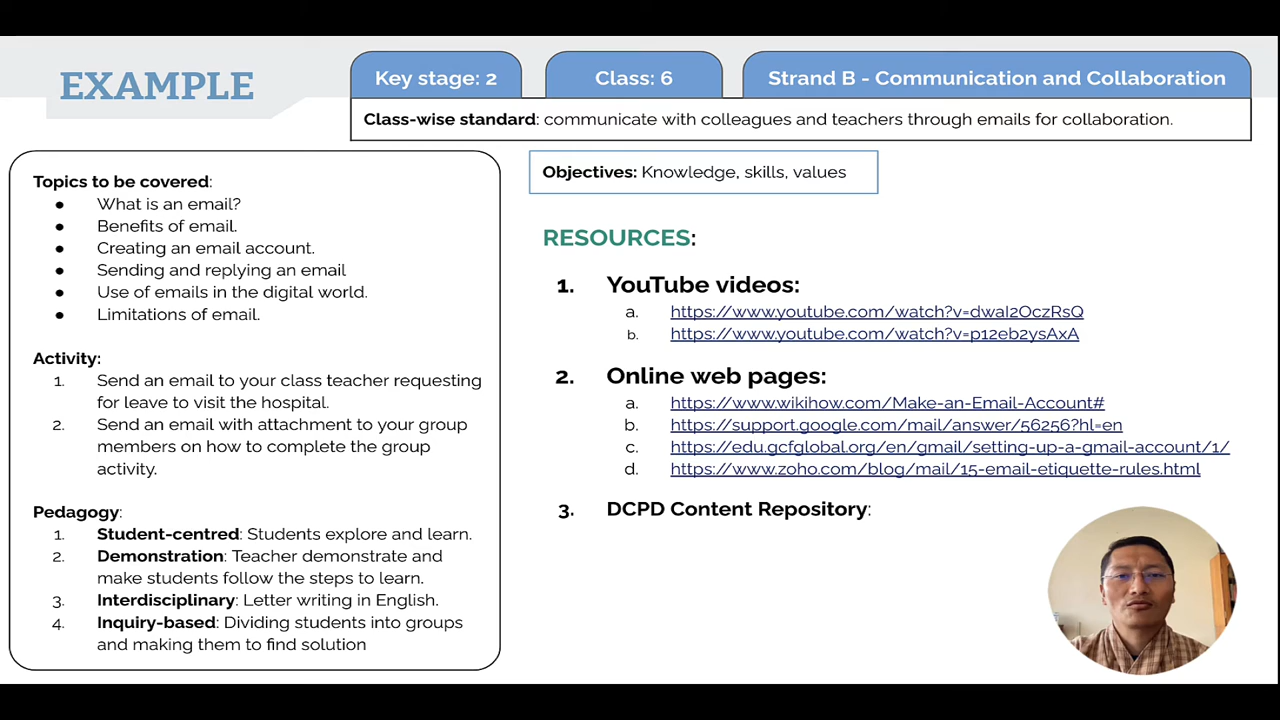 EXAMPLE
Key stage: 2
Class: 6
Strand B - Communication and Collaboration
Class-wise standard: communicate with colleagues and teachers through emails for collaboration.
Topics to be covered:
● What is an email?
● Benefits of email.
● Creating an email account.
● Sending and replying an email
● Use of emails in the digital world.
● Limitations of email.
Activity:
1. Send an email to your class teacher requesting
for leave to visit the hospital.
2. Send an email with attachment to your group
members on how to complete the group
activity.
Pedagogy:
1. Student-centred: Students explore and learn.
2. Demonstration: Teacher demonstrate and
make students follow the steps to learn.
3. Interdisciplinary: Letter writing in English.
4. Inquiry-based: Dividing students into groups
and making them to find solution
Objectives: Knowledge, skills, values
RESOURCES:
1. YouTube videos:
a. https://www.youtube.com/watch?v=dwaI2OczRsQ
b. https://www.youtube.com/watch?v=p12eb2ysAxA
2. Online web pages:
a. https://www.wikihow.com/Make-an-Email-Account#
b. https://support.google.com/mail/answer/56256?hl=en
c. https://edu.gcfglobal.org/en/gmail/setting-up-a-gmail-account/1/
d. https://www.zoho.com/blog/mail/15-email-etiquette-rules.html
3. DCPD Content Repository: